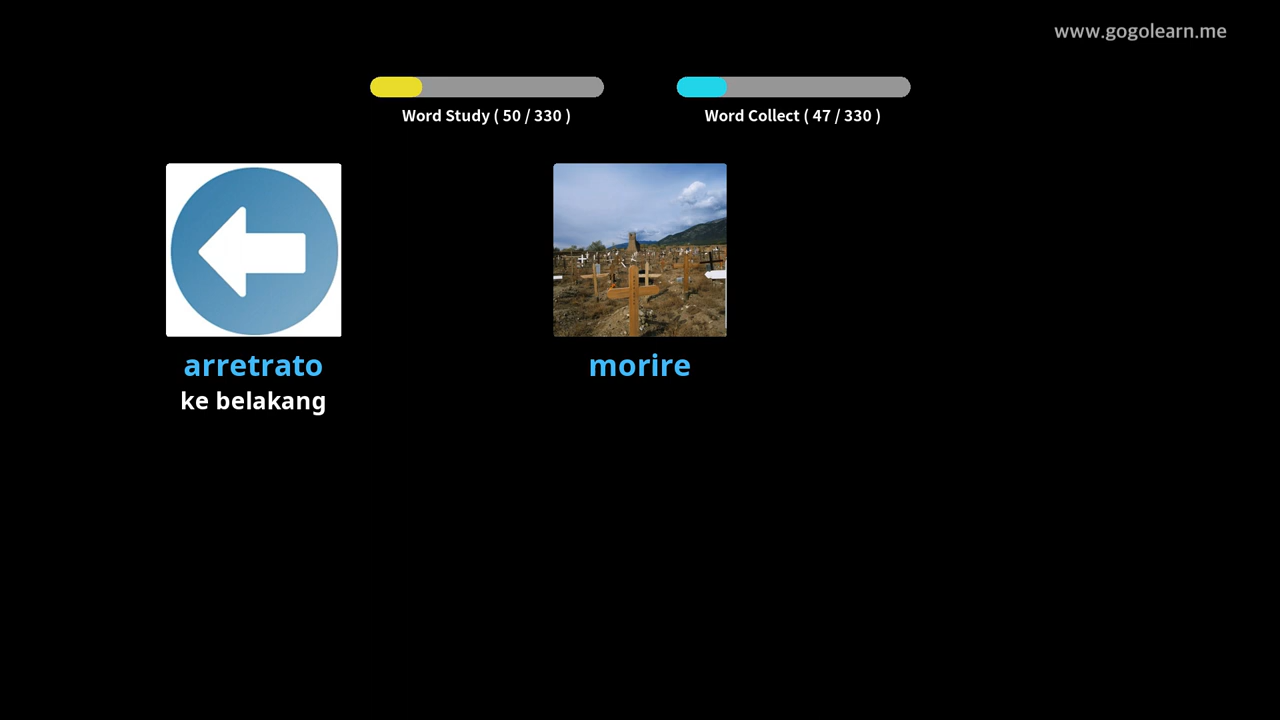 www.gogolearn.me
Word Study ( 50 / 330 )
Word Collect ( 47 / 330 )
arretrato
ke belakang
morire